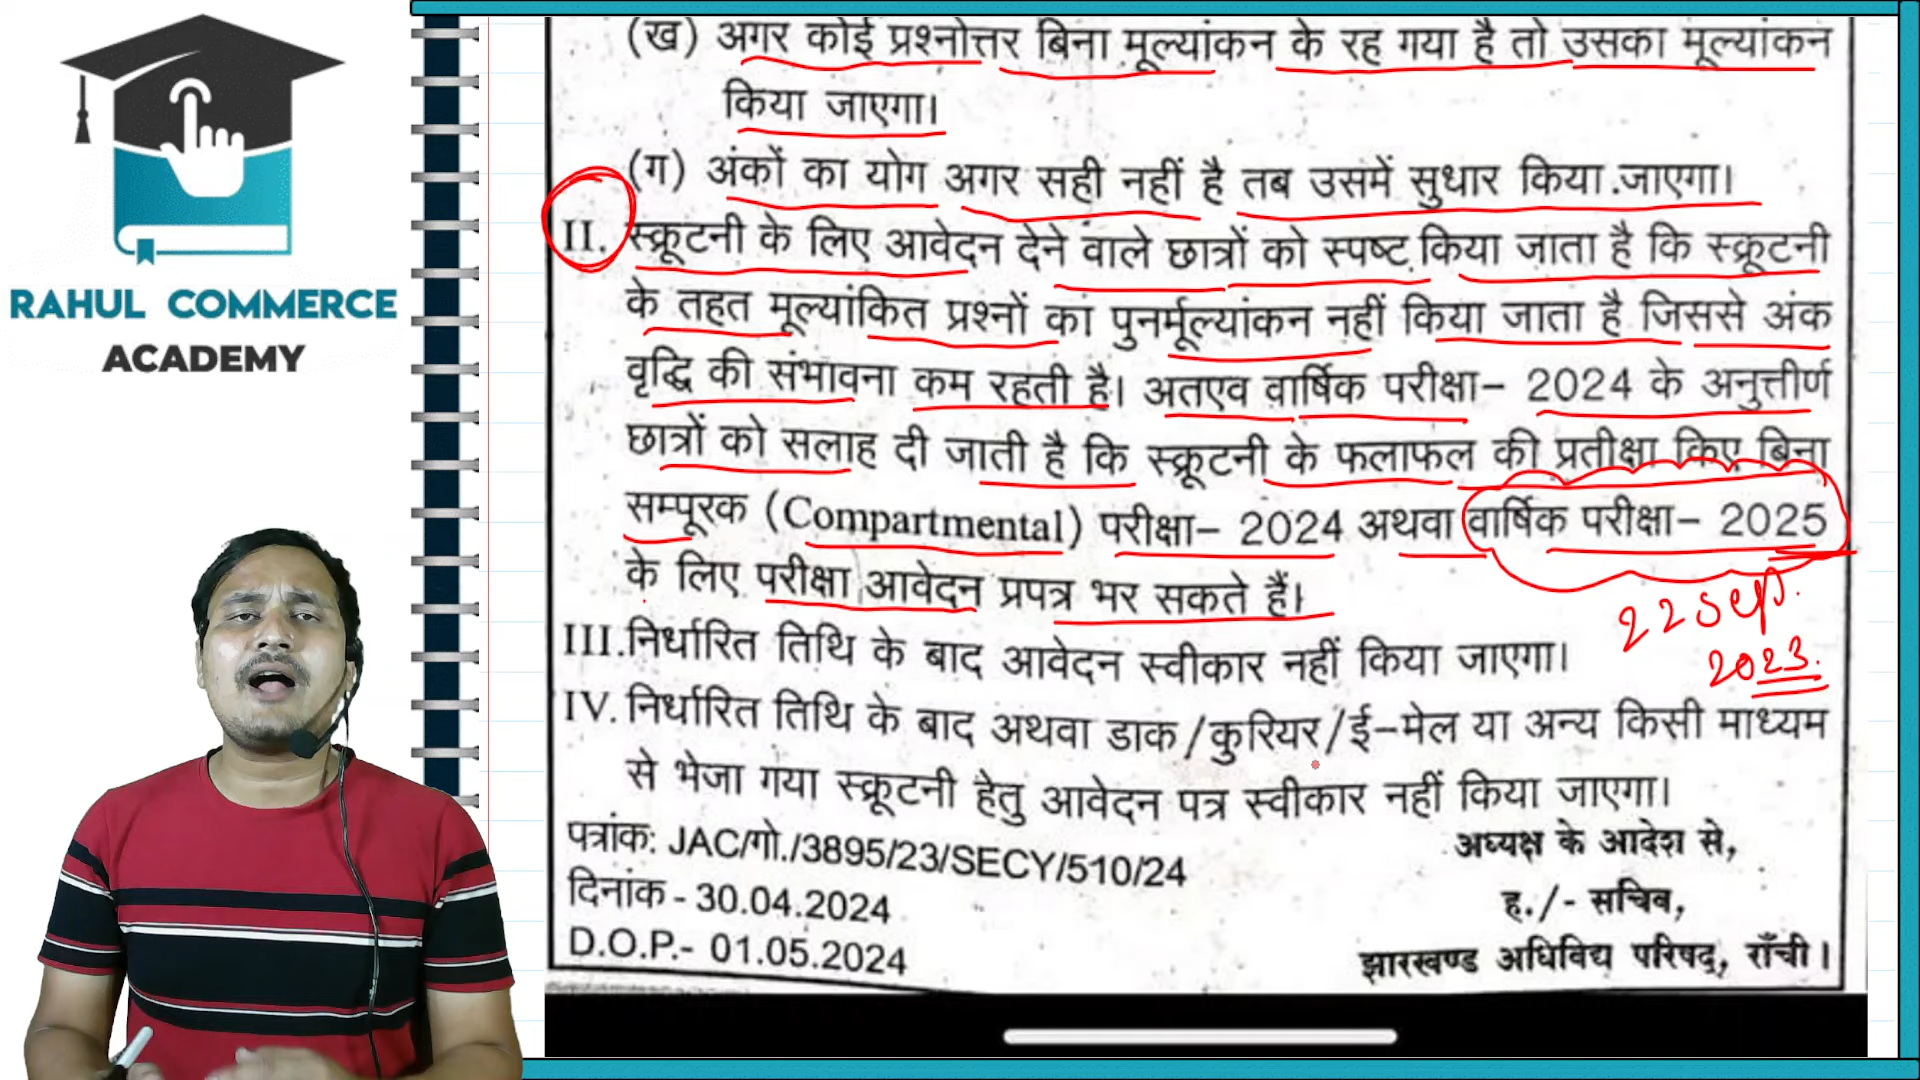 RAHUL COMMERCE
ACADEMY
(ख) अगर कोई प्रश्नोत्तर बिना मूल्यांकन के रह गया है तो उसका मूल्यांकन
किया जाएगा।
(ग) अंकों का योग अगर सही नहीं है तब उसमें सुधार किया जाएगा।
II. स्क्रूटनी के लिए आवेदन देने वाले छात्रों को स्पष्ट किया जाता है कि स्क्रूटनी
के तहत मूल्यांकित प्रश्नों का पुनर्मूल्यांकन नहीं किया जाता है जिससे अंक
वृद्धि की संभावना कम रहती है। अतएव वार्षिक परीक्षा- 2024 के अनुत्तीर्ण
छात्रों को सलाह दी जाती है कि स्क्रूटनी के फलाफल की प्रतीक्षा किए बिना
सम्पूरक (Compartmental) परीक्षा- 2024 अथवा वार्षिक परीक्षा- 2025
के लिए परीक्षा आवेदन प्रपत्र भर सकते हैं।
22 Sep.
2023.
III. निर्धारित तिथि के बाद आवेदन स्वीकार नहीं किया जाएगा।
IV. निर्धारित तिथि के बाद अथवा डाक/कुरियर/ई-मेल या अन्य किसी माध्यम
से भेजा गया स्क्रूटनी हेतु आवेदन पत्र स्वीकार नहीं किया जाएगा।
पत्रांक: JAC/गो./3895/23/SECY/510/24
अध्यक्ष के आदेश से,
दिनांक - 30.04.2024
ह./- सचिव,
D.O.P.- 01.05.2024
झारखण्ड अधिविद्य परिषद्, राँची।